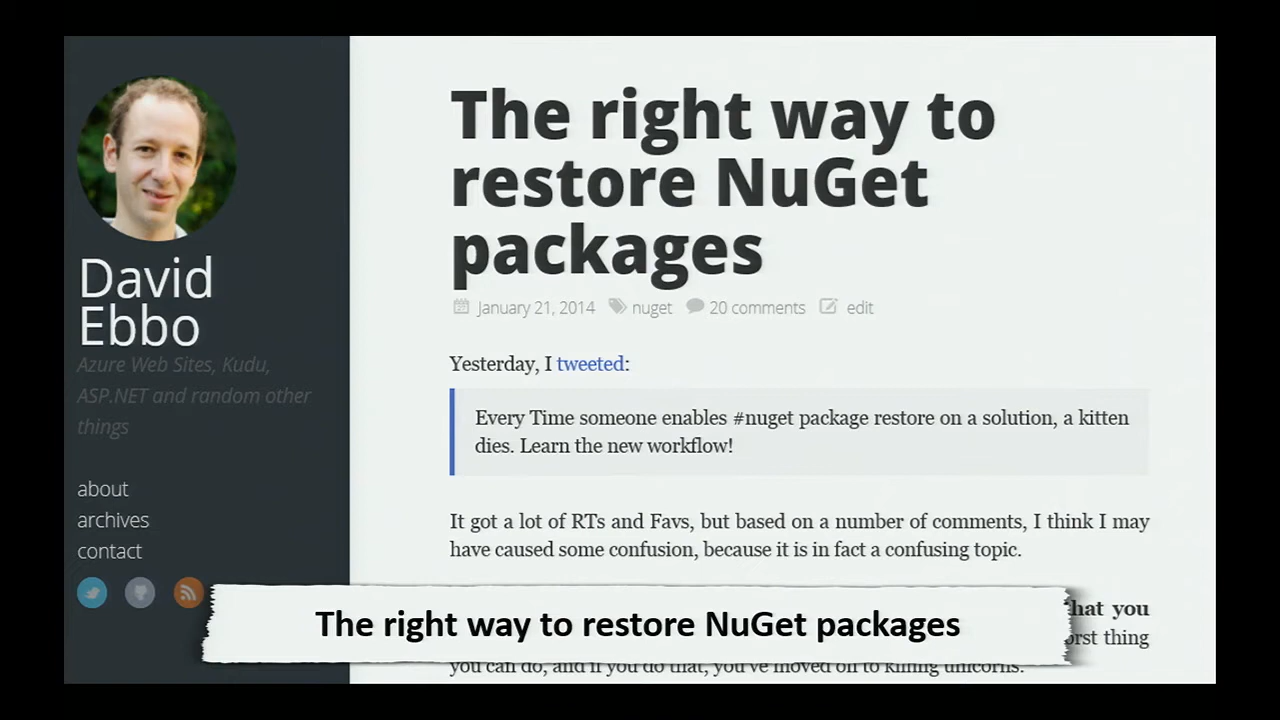 David
Ebbo
Azure Web Sites, Kudu,
ASP.NET and random other
things
about
archives
contact
The right way to
restore NuGet
packages
January 21, 2014 nuget 20 comments edit
Yesterday, I tweeted:
Every Time someone enables #nuget package restore on a solution, a kitten
dies. Learn the new workflow!
It got a lot of RTs and Favs, but based on a number of comments, I think I may
have caused some confusion, because it is in fact a confusing topic.
that you
worst thing
you can do, and if you do that, you've moved on to killing unicorns.
The right way to restore NuGet packages